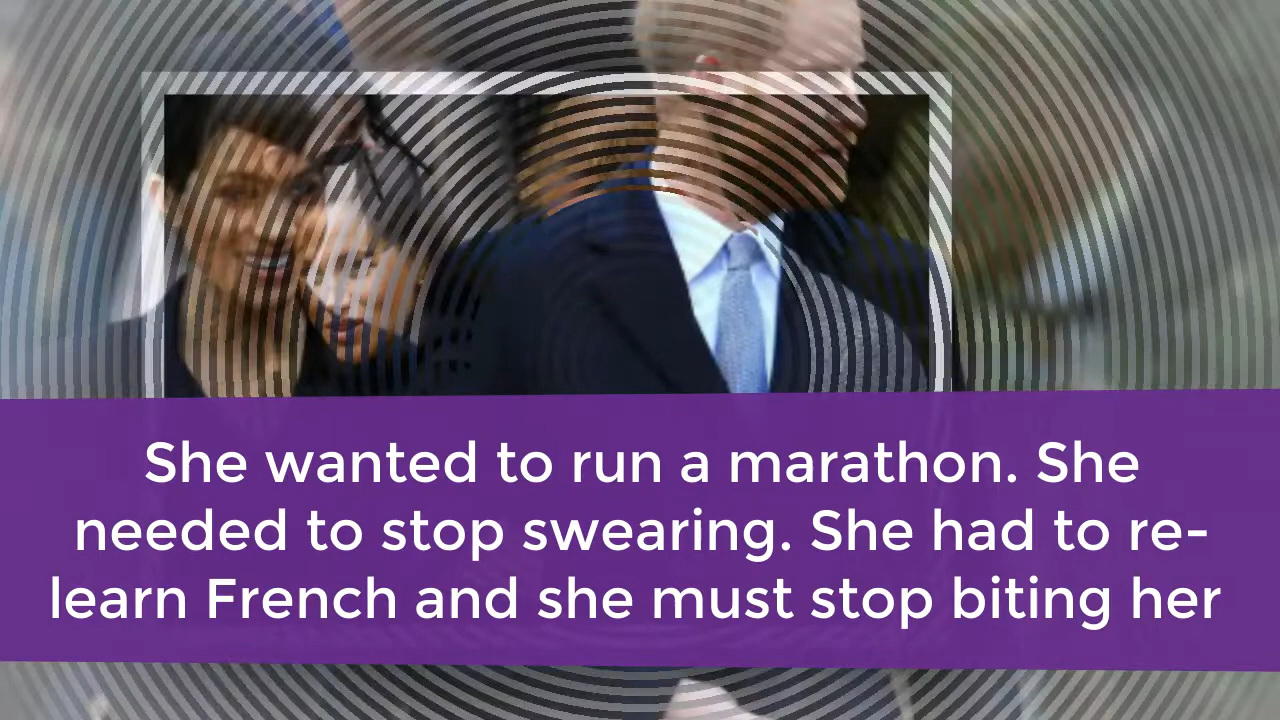 She wanted to run a marathon. She
needed to stop swearing. She had to re-
learn French and she must stop biting her